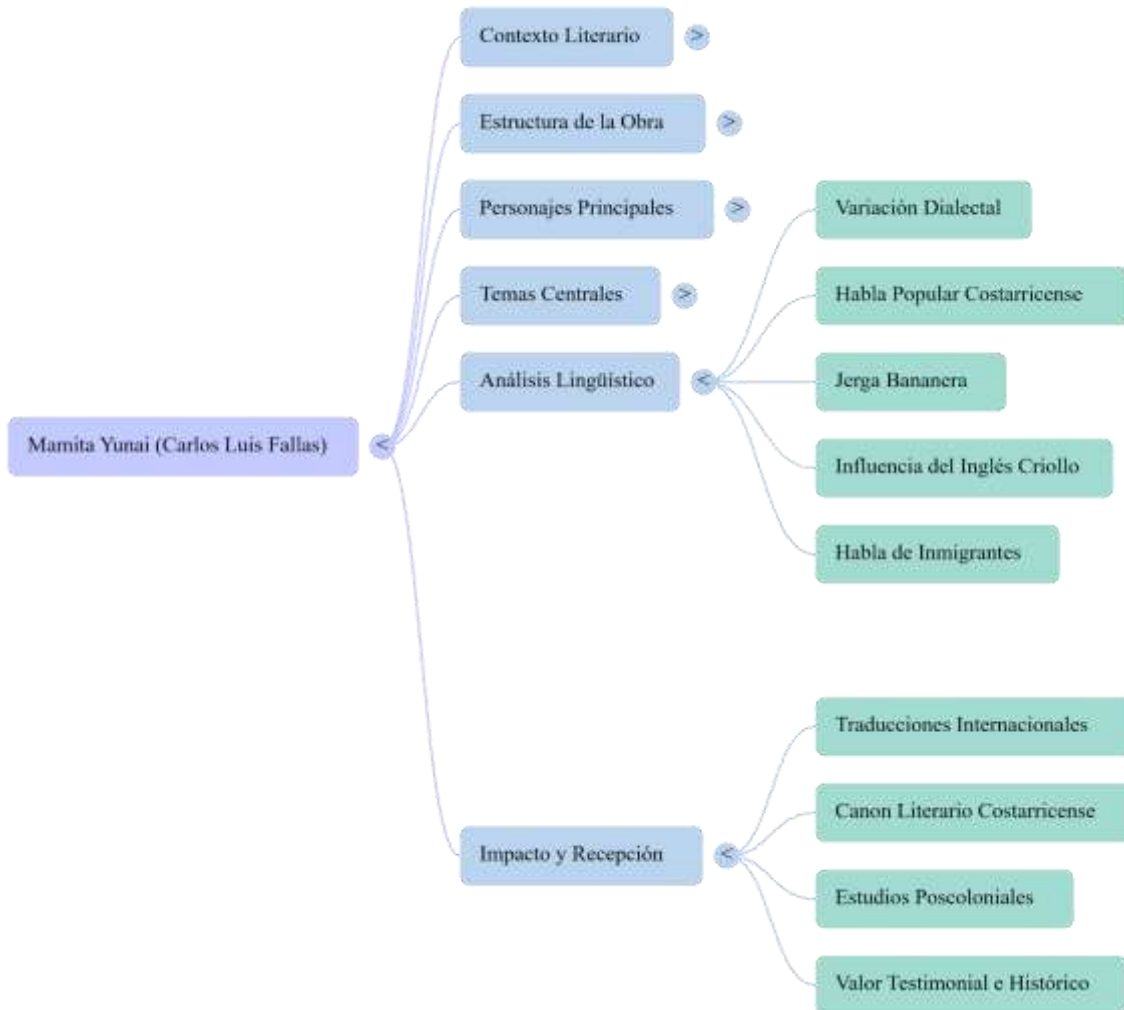 Contexto Literario >
Estructura de la Obra >
Personajes Principales >
Variación Dialectal
Habla Popular Costarricense
Temas Centrales >
Análisis Lingüístico <
Jerga Bananera
Mamita Yunai (Carlos Luis Fallas) <
Influencia del Inglés Criollo
Habla de Inmigrantes
Traducciones Internacionales
Canon Literario Costarricense
Impacto y Recepción <
Estudios Poscoloniales
Valor Testimonial e Histórico